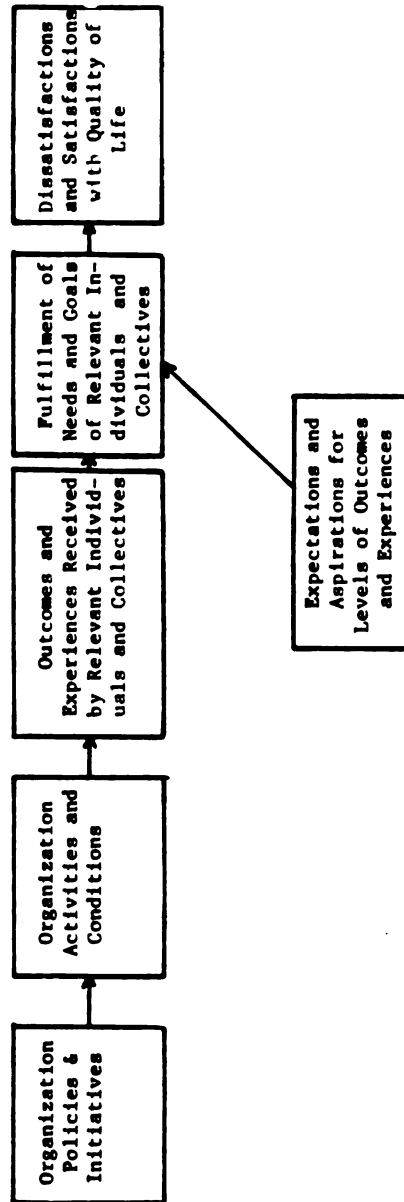 Organization
Policies &
Initiatives
Organization
Activities and
Conditions
Outcomes and
Experiences Received
by Relevant Individ-
uals and Collectives
Fulfillment of
Needs and Goals
of Relevant In-
dividuals and
Collectives
Dissatisfactions
and Satisfactions
with Quality of
Life
Expectations and
Aspirations for
Levels of Outcomes
and Experiences